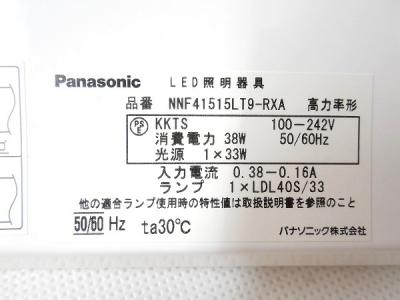 Panasonic LED照明器具
品番 NNF41515LT9-RXA 高力率形
PSE KKTS 100-242V
消費電力 38W 50/60Hz
光源 1×33W
入力電流 0.38-0.16A
ランプ 1×LDL40S/33
他の適合ランプ使用時の特性値は取扱説明書を参照のこと
50/60 Hz ta30℃
パナソニック株式会社